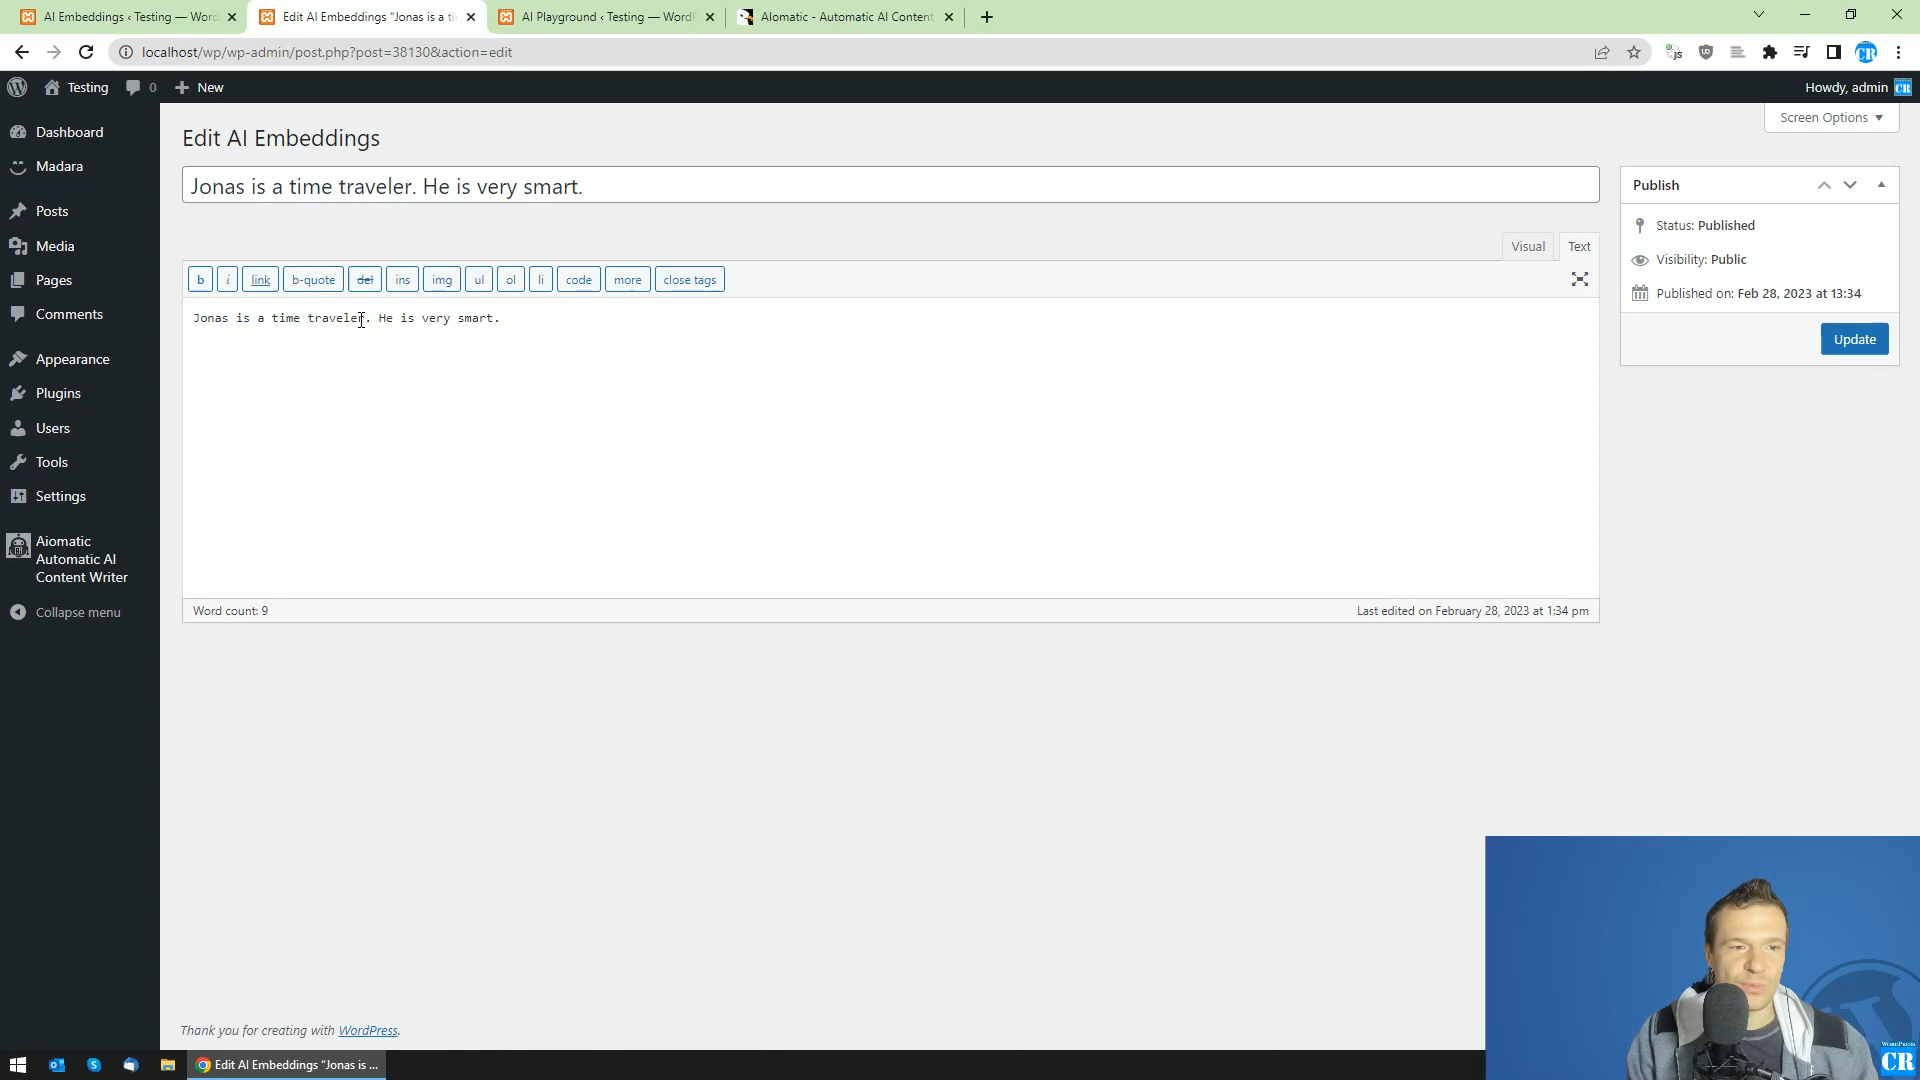 AI Embeddings ‹ Testing — Word
Edit AI Embeddings “Jonas is a ti
AI Playground ‹ Testing — WordP
AIomatic - Automatic AI Content
localhost/wp/wp-admin/post.php?post=38130&action=edit
Testing
0
New
Howdy, admin
CR
Dashboard
Madara
Posts
Media
Pages
Comments
Appearance
Plugins
Users
Tools
Settings
Aiomatic
Automatic AI
Content Writer
Collapse menu
Screen Options
Edit AI Embeddings
Jonas is a time traveler. He is very smart.
Visual
Text
b
i
link
b-quote
del
ins
img
ul
ol
li
code
more
close tags
Jonas is a time traveler. He is very smart.
Word count: 9
Last edited on February 28, 2023 at 1:34 pm
Publish
Status: Published
Visibility: Public
Published on: Feb 28, 2023 at 13:34
Update
Thank you for creating with WordPress.
Edit AI Embeddings “Jonas is ...
WORDPRESS
CR